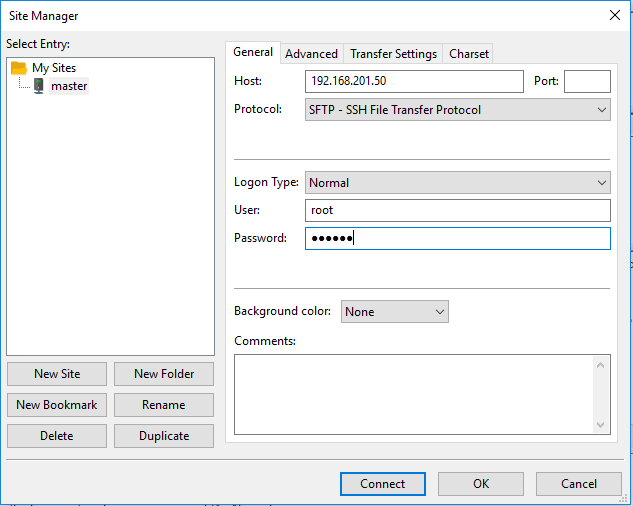 Site Manager
Select Entry:
My Sites
master
New Site
New Folder
New Bookmark
Rename
Delete
Duplicate
General
Advanced
Transfer Settings
Charset
Host:
192.168.201.50
Port:
Protocol:
SFTP - SSH File Transfer Protocol
Logon Type:
Normal
User:
root
Password:
●●●●●●
Background color:
None
Comments:
Connect
OK
Cancel